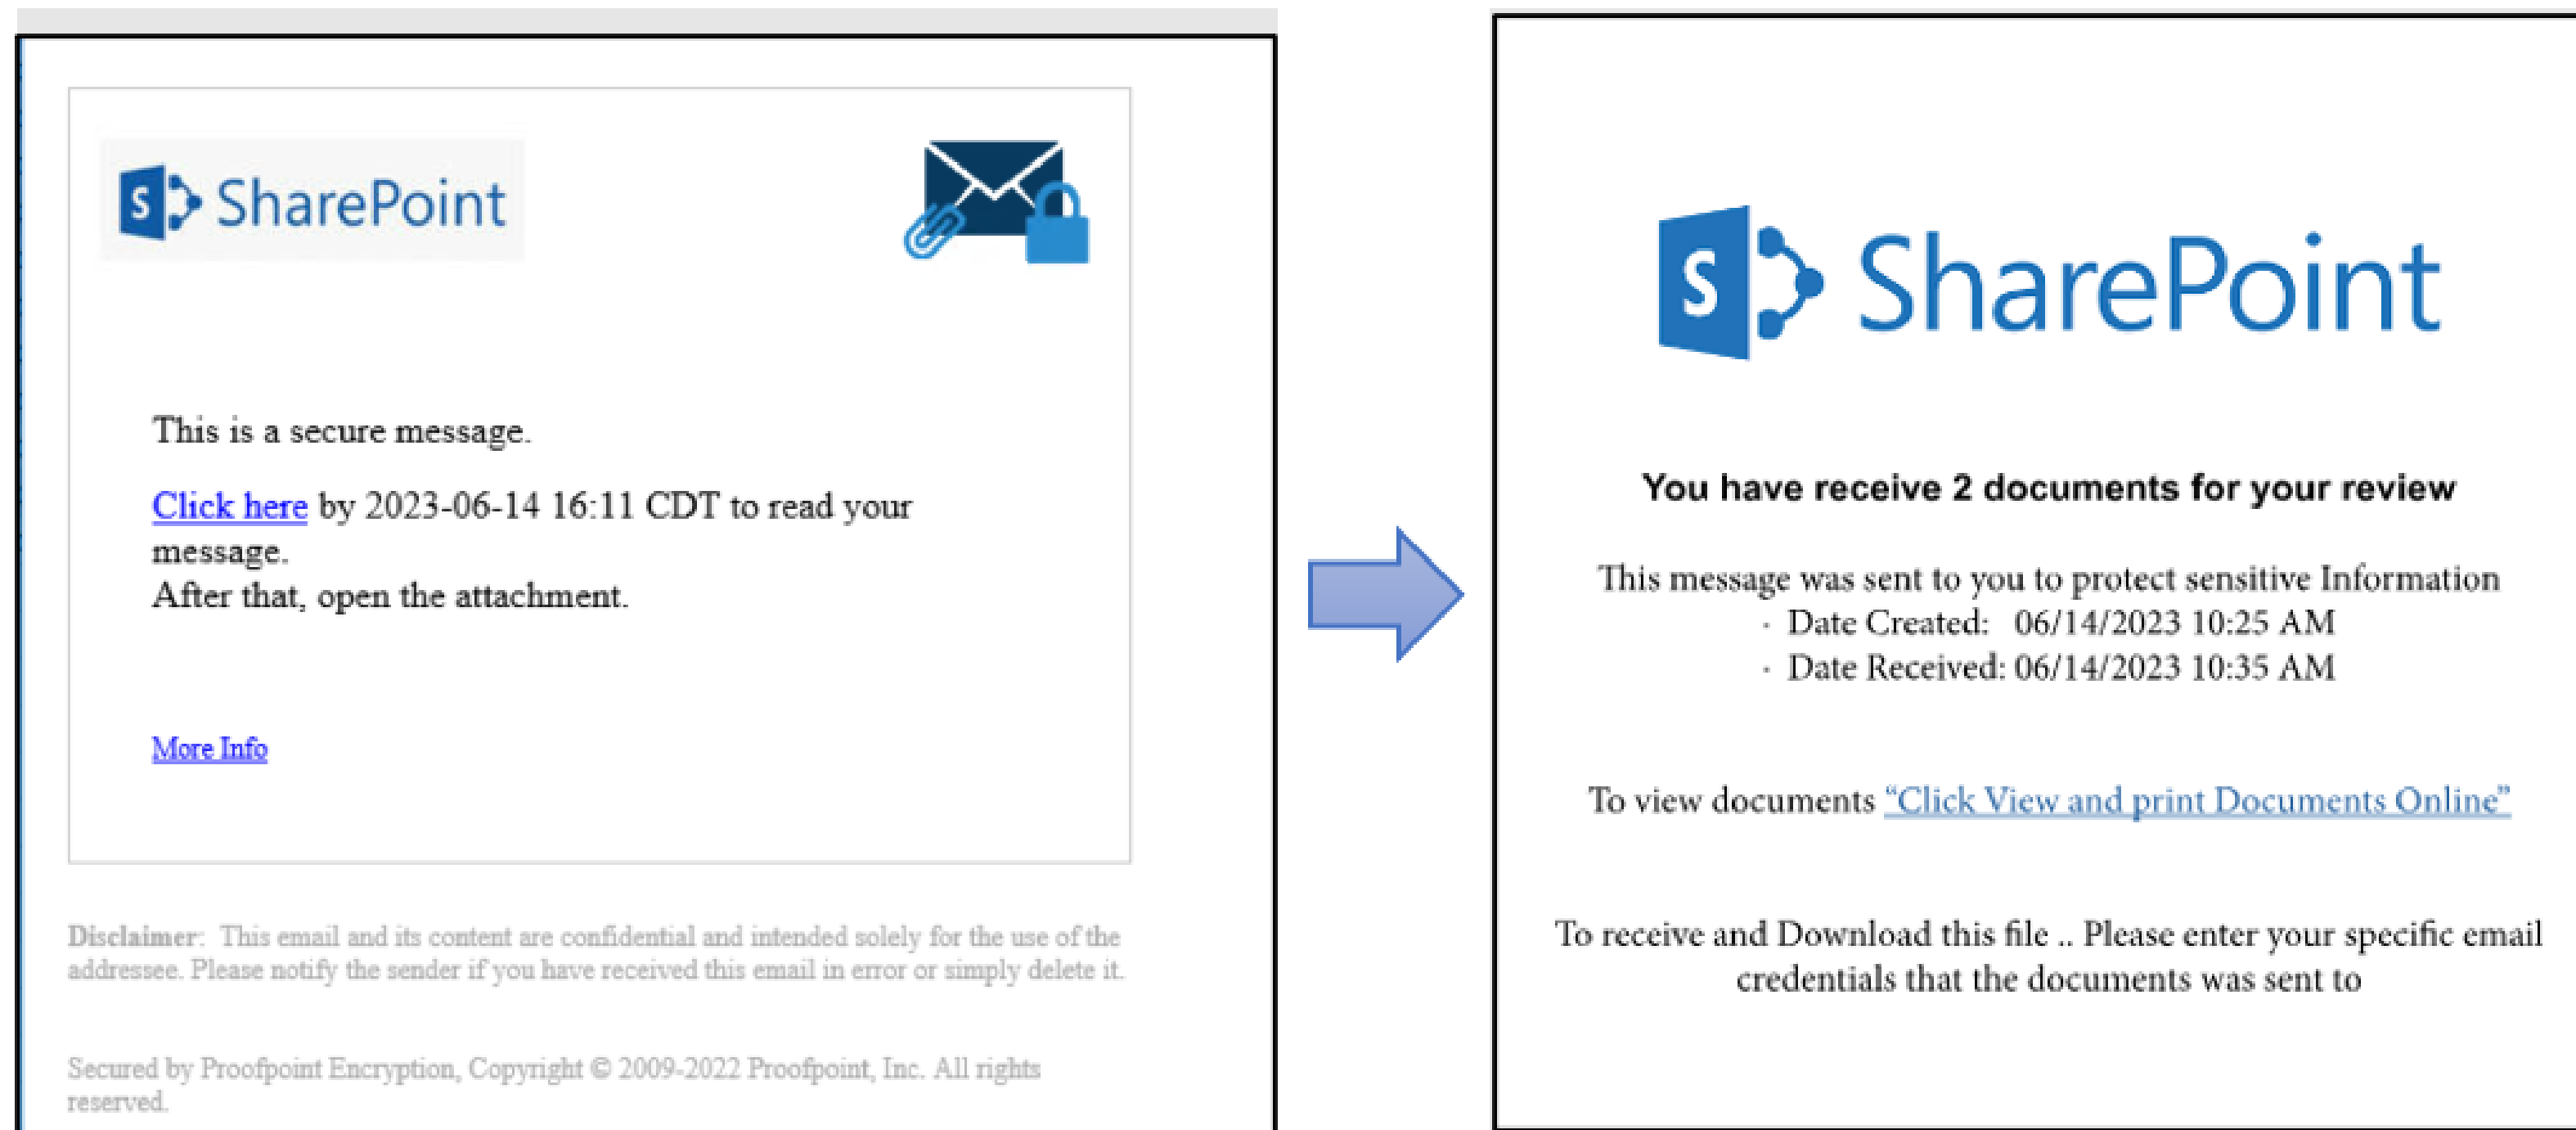 S SharePoint
This is a secure message.
Click here by 2023-06-14 16:11 CDT to read your
message.
After that, open the attachment.
More Info
Disclaimer: This email and its content are confidential and intended solely for the use of the
addressee. Please notify the sender if you have received this email in error or simply delete it.
Secured by Proofpoint Encryption, Copyright © 2009-2022 Proofpoint, Inc. All rights
reserved.
S SharePoint
You have receive 2 documents for your review
This message was sent to you to protect sensitive Information
· Date Created: 06/14/2023 10:25 AM
· Date Received: 06/14/2023 10:35 AM
To view documents “Click View and print Documents Online”
To receive and Download this file .. Please enter your specific email
credentials that the documents was sent to